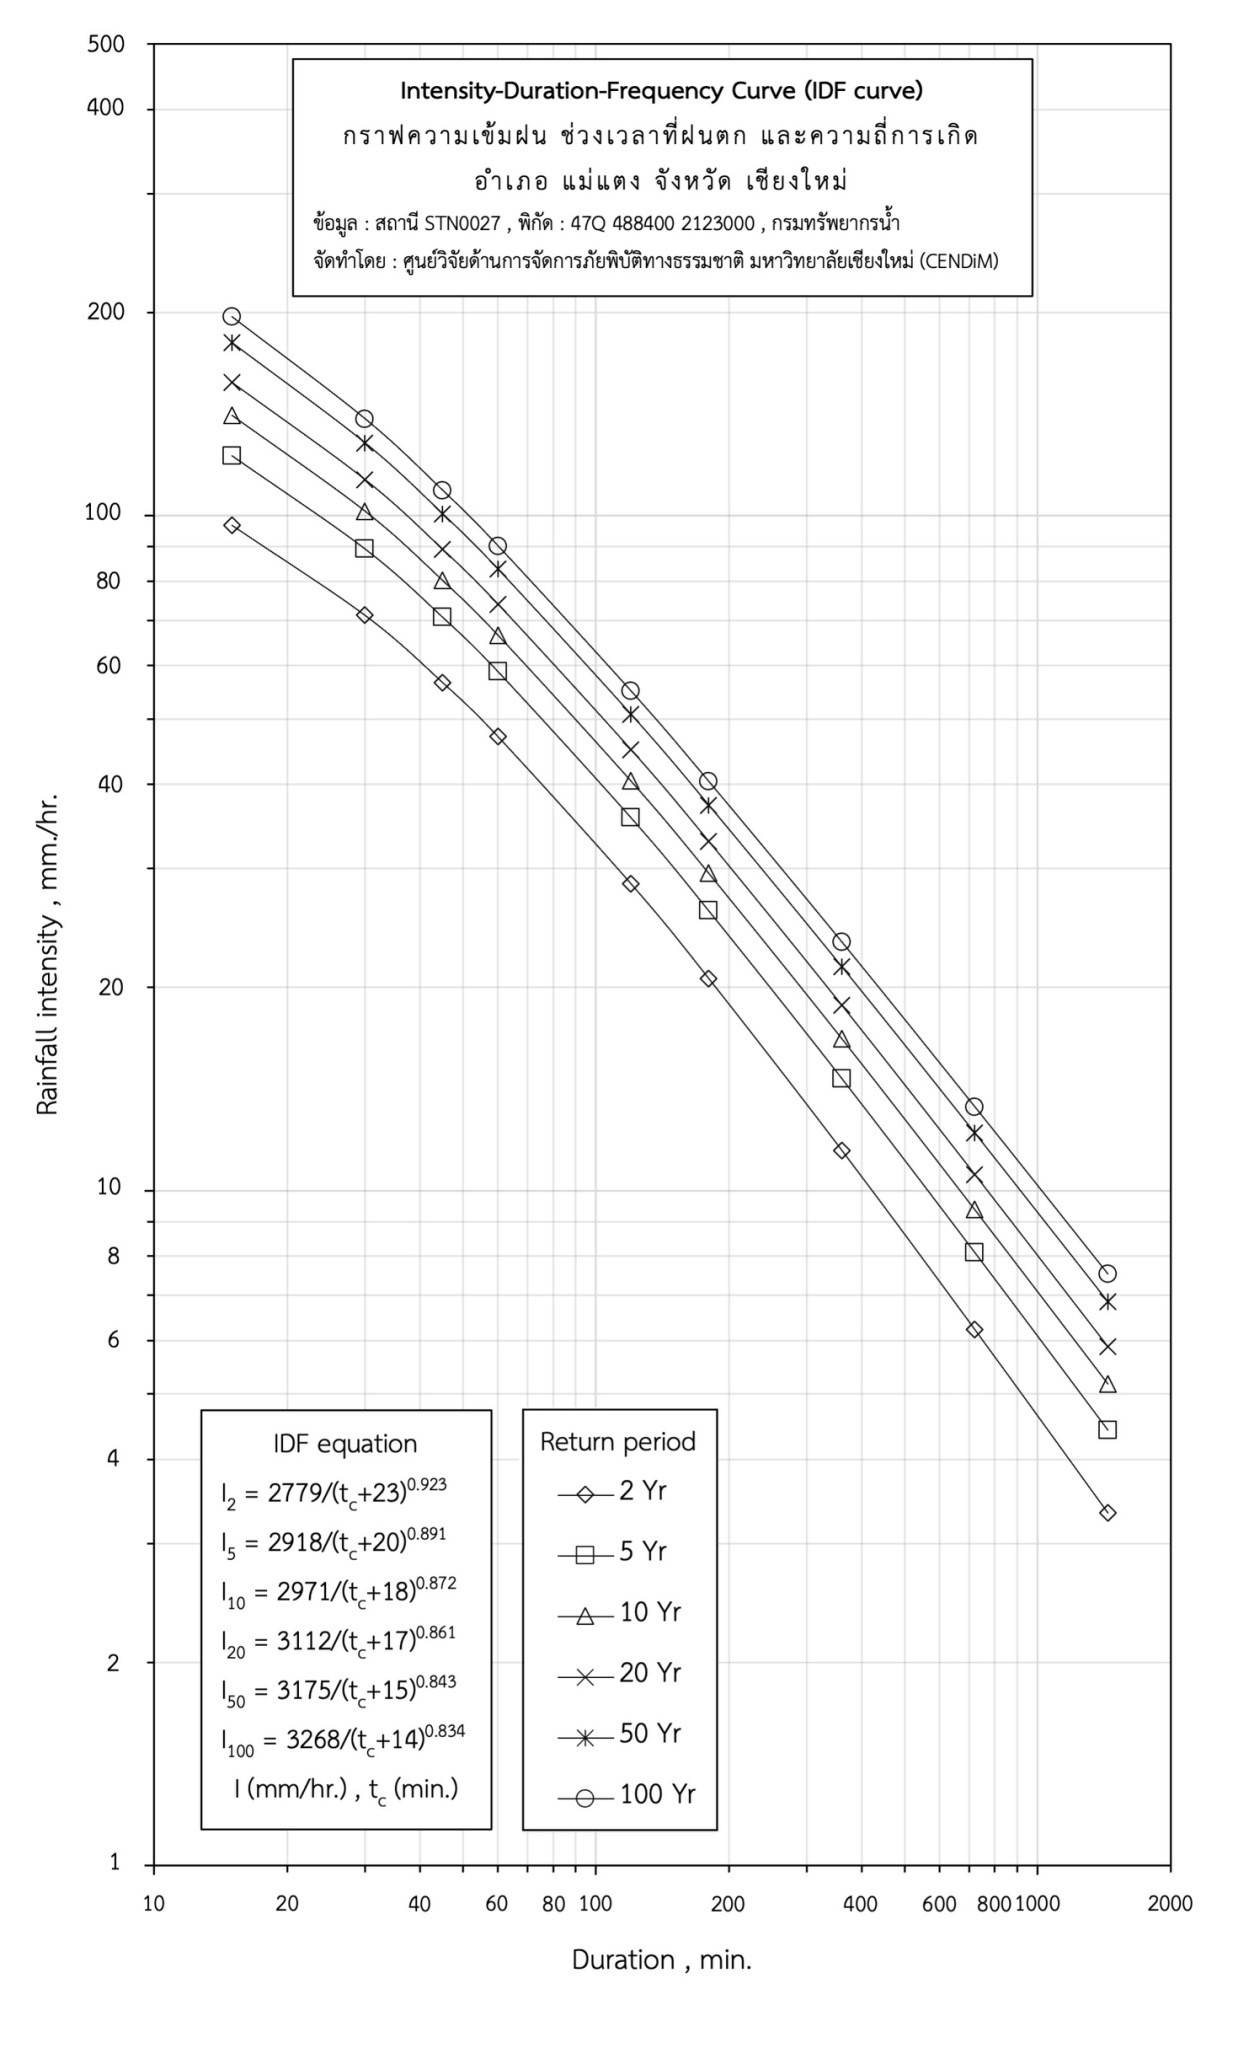 Intensity-Duration-Frequency Curve (IDF curve)
กราฟความเข้มฝน ช่วงเวลาที่ฝนตก และความถี่การเกิด
อำเภอ แม่แตง จังหวัด เชียงใหม่
ข้อมูล : สถานี STN0027 , พิกัด : 47Q 488400 2123000 , กรมทรัพยากรน้ำ
จัดทำโดย : ศูนย์วิจัยด้านการจัดการภัยพิบัติทางธรรมชาติ มหาวิทยาลัยเชียงใหม่ (CENDiM)
500
400
200
100
80
60
40
20
10
8
6
4
2
1
Rainfall intensity , mm./hr.
IDF equation
I₂ = 2779/(t꜀+23)^0.923
I₅ = 2918/(t꜀+20)^0.891
I₁₀ = 2971/(t꜀+18)^0.872
I₂₀ = 3112/(t꜀+17)^0.861
I₅₀ = 3175/(t꜀+15)^0.843
I₁₀₀ = 3268/(t꜀+14)^0.834
I (mm/hr.) , t꜀ (min.)
Return period
2 Yr
5 Yr
10 Yr
20 Yr
50 Yr
100 Yr
10 20 40 60 80 100 200 400 600 800 1000 2000
Duration , min.